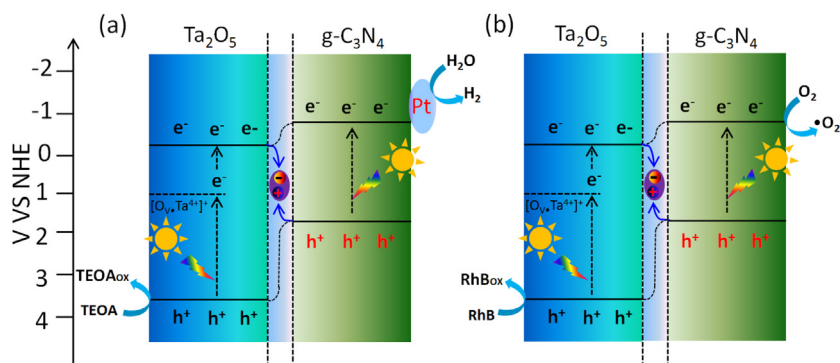 (a)
Ta₂O₅
g-C₃N₄
V VS NHE
-2
-1
0
1
2
3
4
H₂O
H₂
Pt
e⁻ e⁻ e-
e⁻ e⁻ e⁻
e⁻
[Oᵥ•Ta⁴⁺]⁺
- +
h⁺ h⁺ h⁺
TEOAOX
TEOA
h⁺ h⁺ h⁺
(b)
Ta₂O₅
g-C₃N₄
O₂
•O₂
e⁻ e⁻ e-
e⁻ e⁻ e⁻
e⁻
[Oᵥ•Ta⁴⁺]⁺
- +
h⁺ h⁺ h⁺
RhBOX
RhB
h⁺ h⁺ h⁺